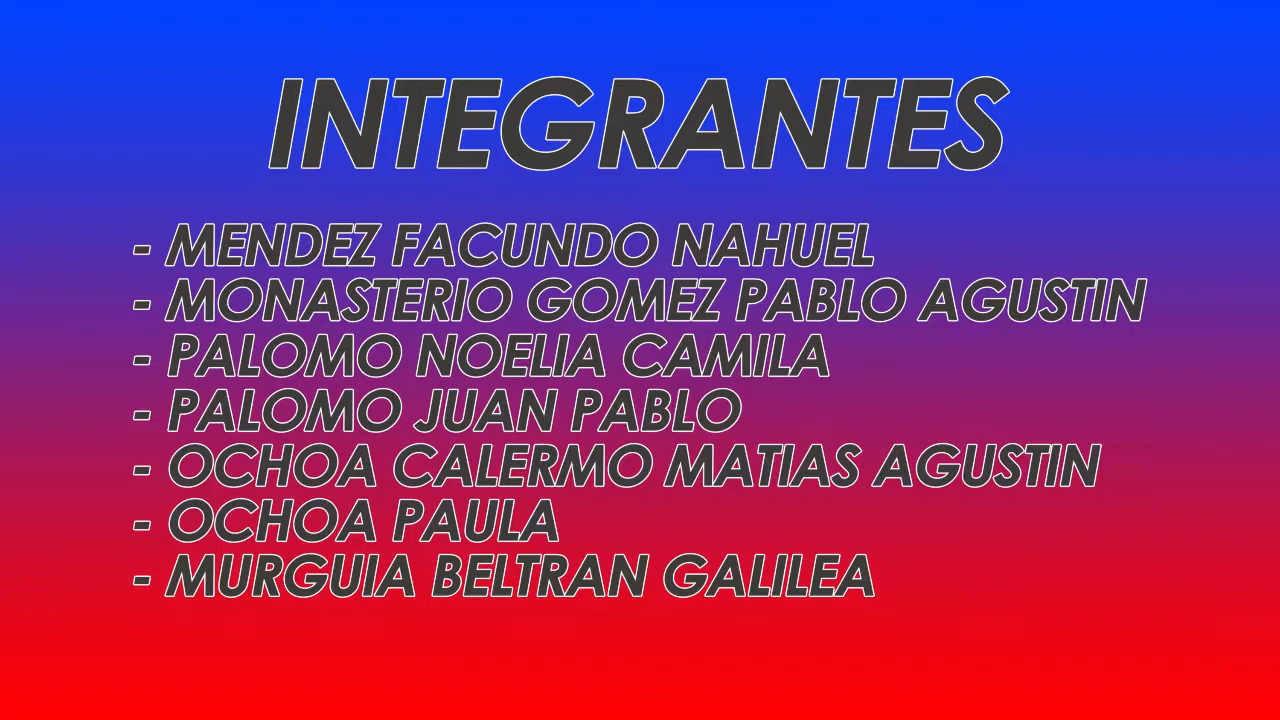 INTEGRANTES
- MENDEZ FACUNDO NAHUEL
- MONASTERIO GOMEZ PABLO AGUSTIN
- PALOMO NOELIA CAMILA
- PALOMO JUAN PABLO
- OCHOA CALERMO MATIAS AGUSTIN
- OCHOA PAULA
- MURGUIA BELTRAN GALILEA